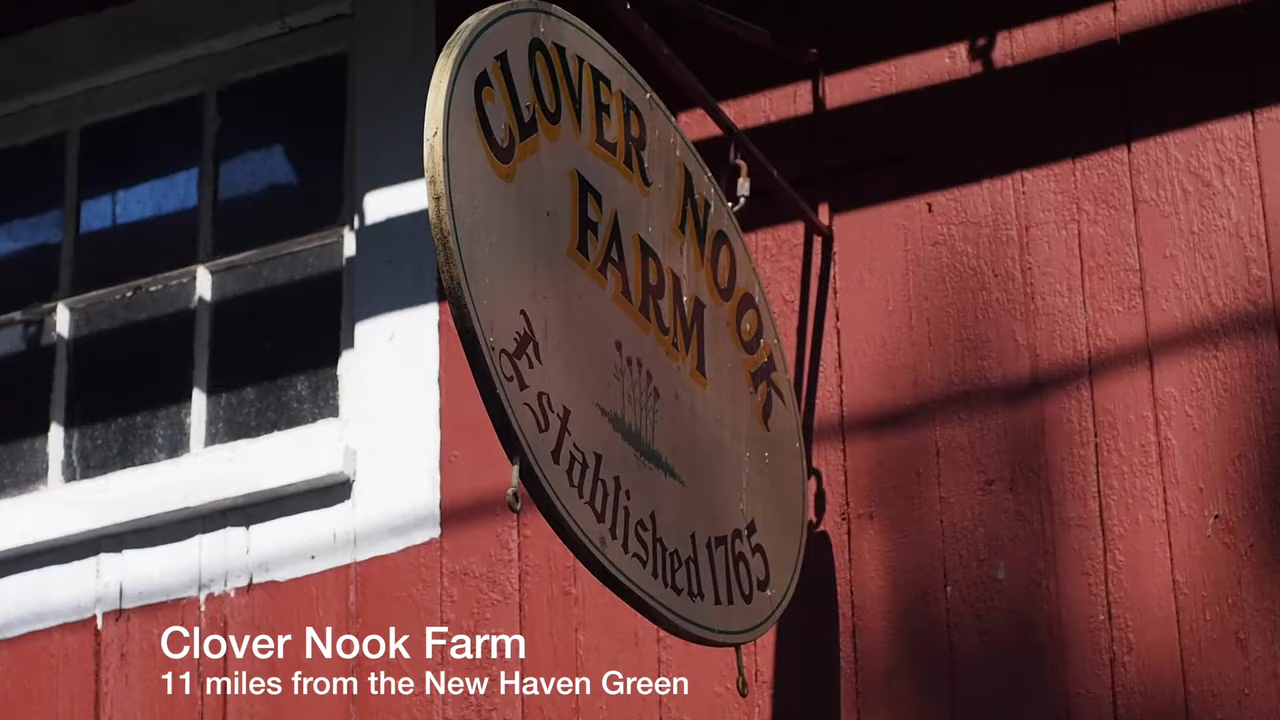 CLOVER NOOK
FARM
Established 1765
Clover Nook Farm
11 miles from the New Haven Green